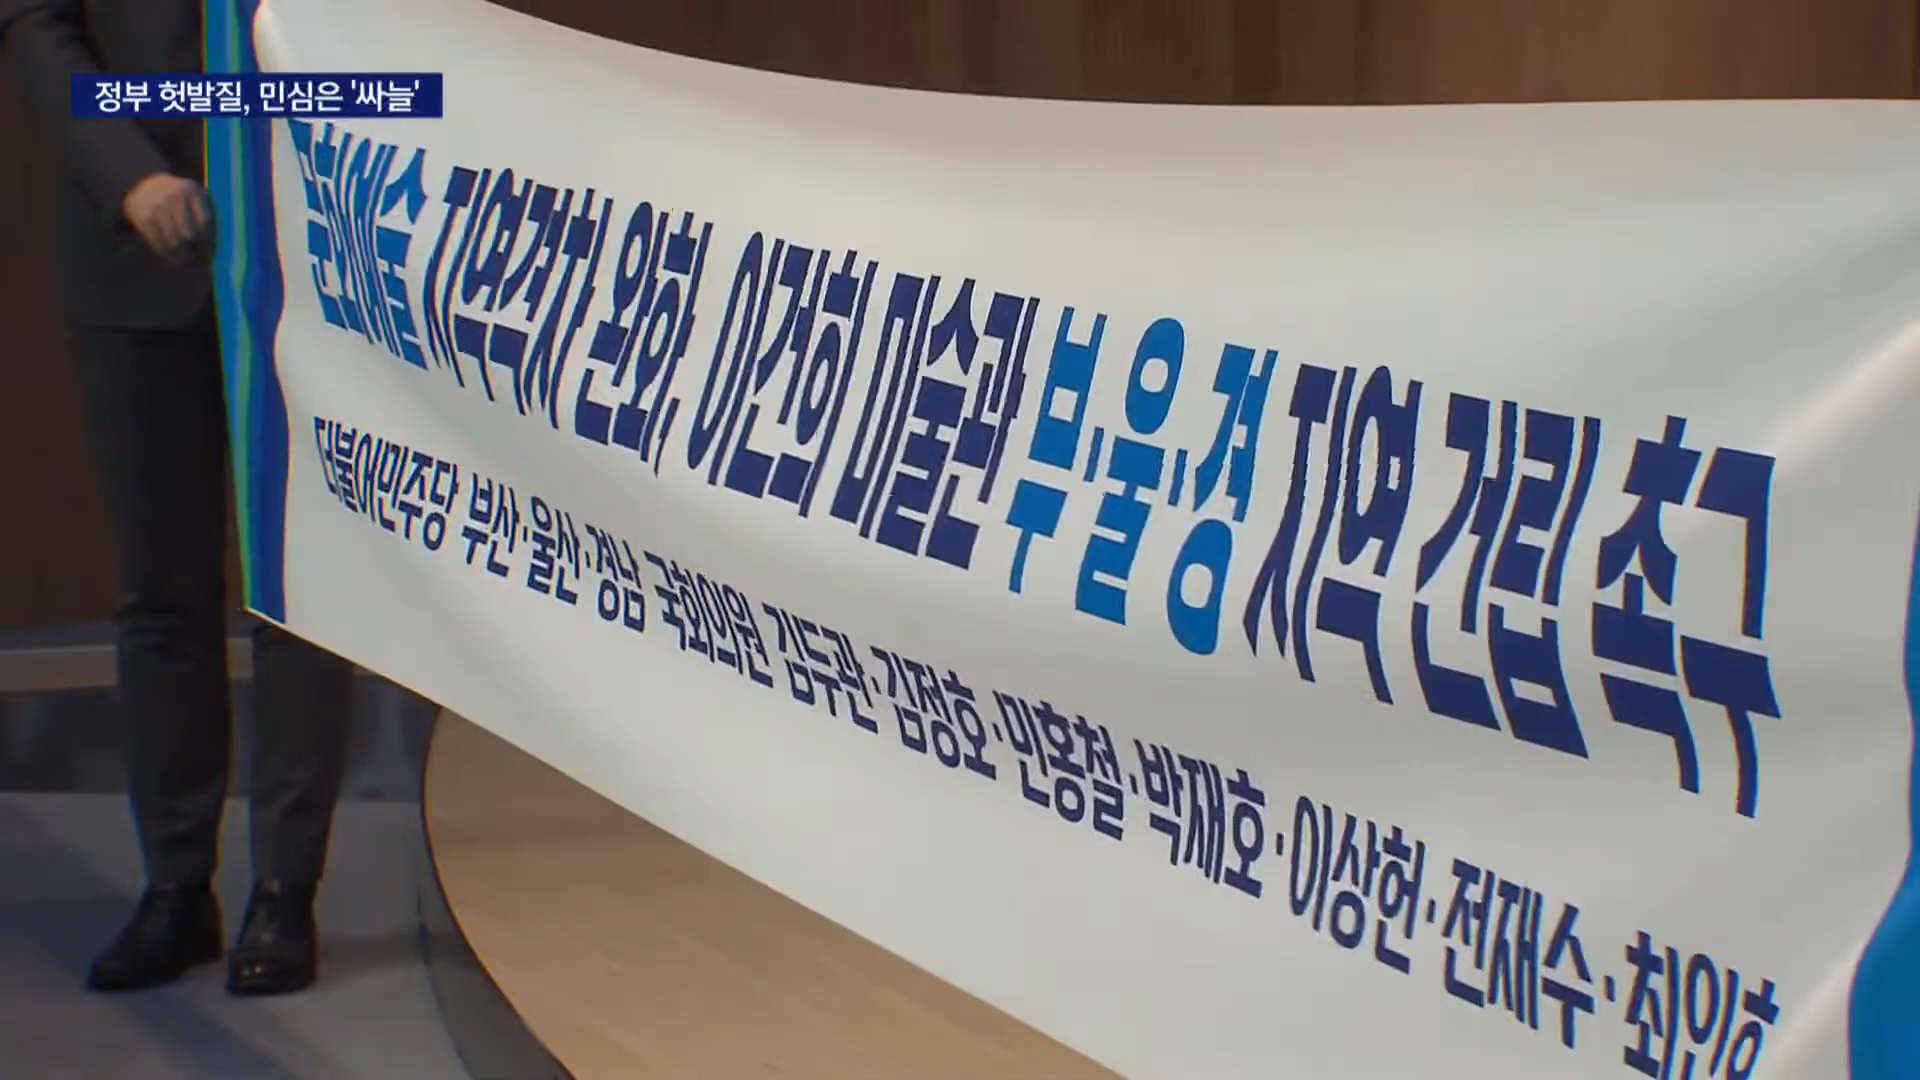 정부 헛발질, 민심은 '싸늘'
문화예술 지역격차 완화, 이건희 미술관 부·울·경 지역 건립 촉구
더불어민주당 부산·울산·경남 국회의원 김두관·김정호·민홍철·박재호·이상헌·전재수·최인호